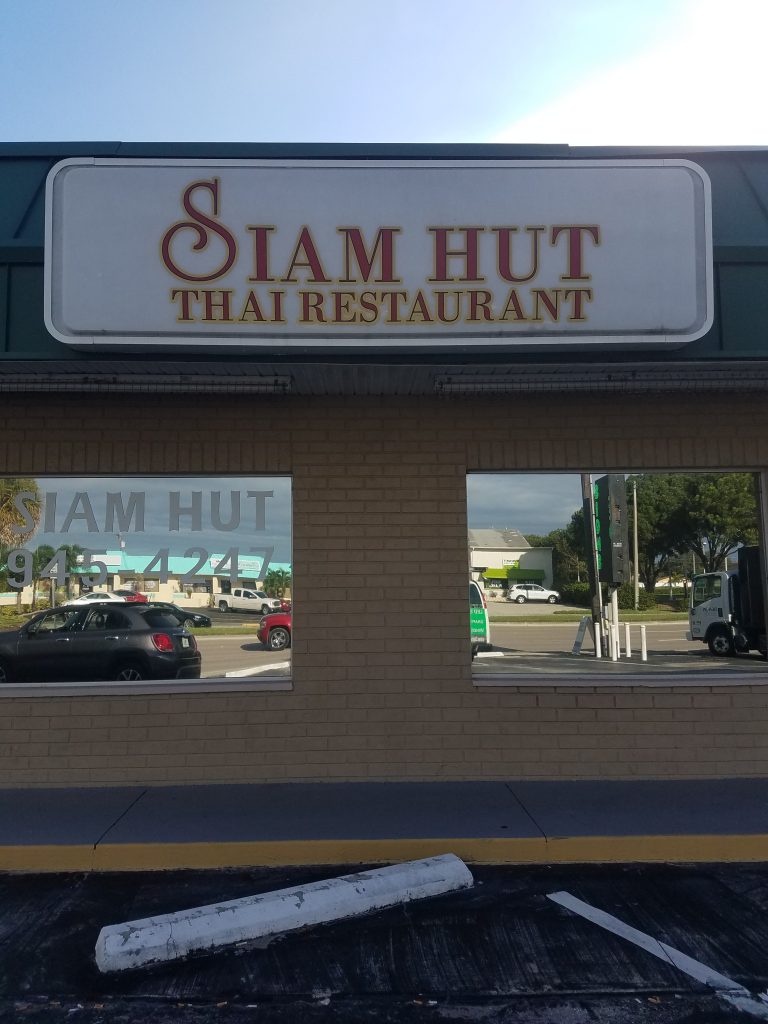 SIAM HUT
THAI RESTAURANT
SIAM HUT
945 4247